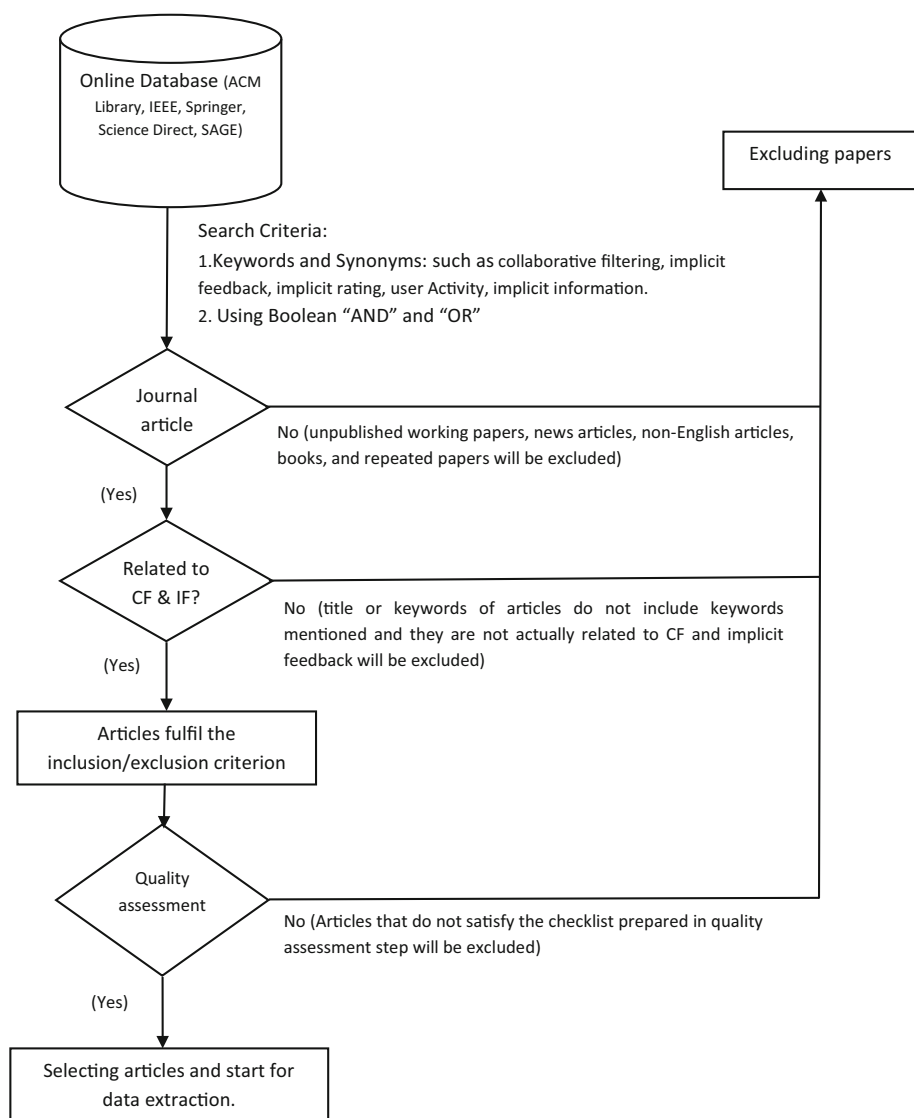 Online Database (ACM
Library, IEEE, Springer,
Science Direct, SAGE)
Excluding papers
Search Criteria:
1.Keywords and Synonyms: such as collaborative filtering, implicit
feedback, implicit rating, user Activity, implicit information.
2. Using Boolean “AND” and “OR”
Journal
article
No (unpublished working papers, news articles, non-English articles,
books, and repeated papers will be excluded)
(Yes)
Related to
CF & IF?
No (title or keywords of articles do not include keywords
mentioned and they are not actually related to CF and implicit
feedback will be excluded)
(Yes)
Articles fulfil the
inclusion/exclusion criterion
Quality
assessment
No (Articles that do not satisfy the checklist prepared in quality
assessment step will be excluded)
(Yes)
Selecting articles and start for
data extraction.